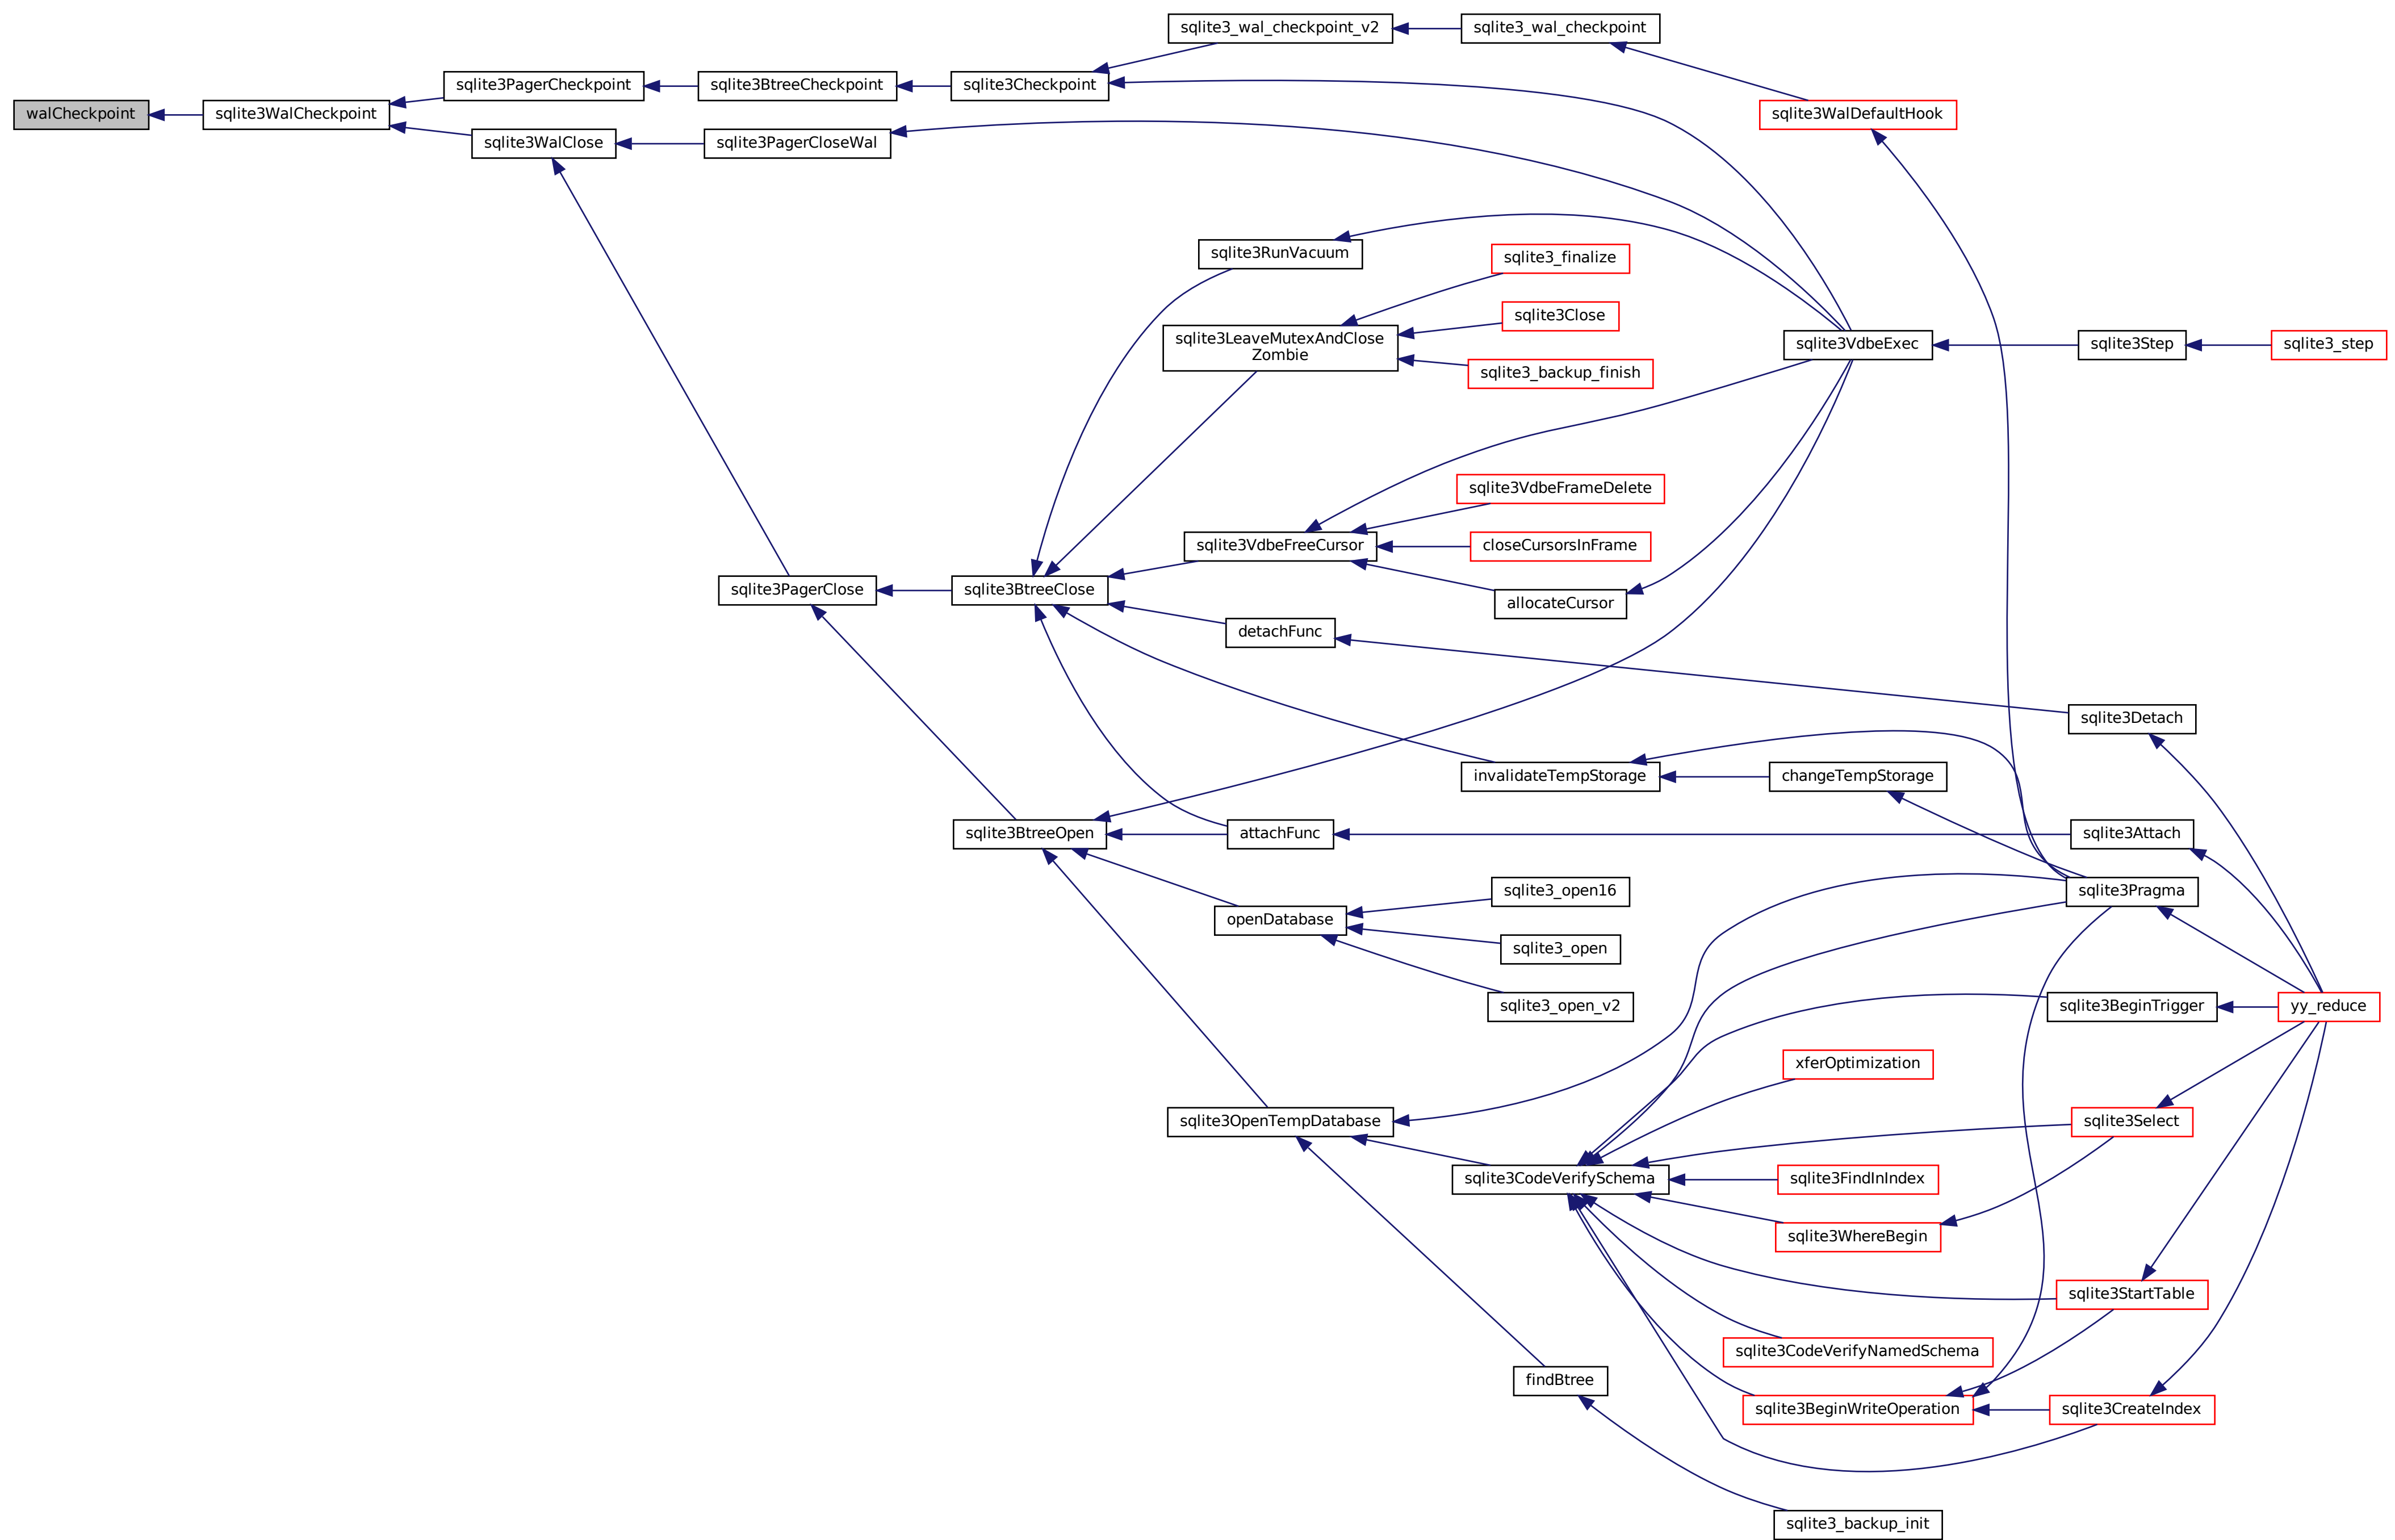 sqlite3_wal_checkpoint_v2
sqlite3_wal_checkpoint
sqlite3PagerCheckpoint
sqlite3BtreeCheckpoint
sqlite3Checkpoint
walCheckpoint
sqlite3WalCheckpoint
sqlite3WalDefaultHook
sqlite3WalClose
sqlite3PagerCloseWal
sqlite3RunVacuum
sqlite3_finalize
sqlite3Close
sqlite3LeaveMutexAndClose
Zombie
sqlite3VdbeExec
sqlite3Step
sqlite3_step
sqlite3_backup_finish
sqlite3VdbeFrameDelete
sqlite3VdbeFreeCursor
closeCursorsInFrame
sqlite3PagerClose
sqlite3BtreeClose
allocateCursor
detachFunc
sqlite3Detach
invalidateTempStorage
changeTempStorage
sqlite3BtreeOpen
attachFunc
sqlite3Attach
sqlite3_open16
sqlite3Pragma
openDatabase
sqlite3_open
sqlite3_open_v2
sqlite3BeginTrigger
yy_reduce
xferOptimization
sqlite3OpenTempDatabase
sqlite3Select
sqlite3CodeVerifySchema
sqlite3FindInIndex
sqlite3WhereBegin
sqlite3StartTable
sqlite3CodeVerifyNamedSchema
findBtree
sqlite3BeginWriteOperation
sqlite3CreateIndex
sqlite3_backup_init